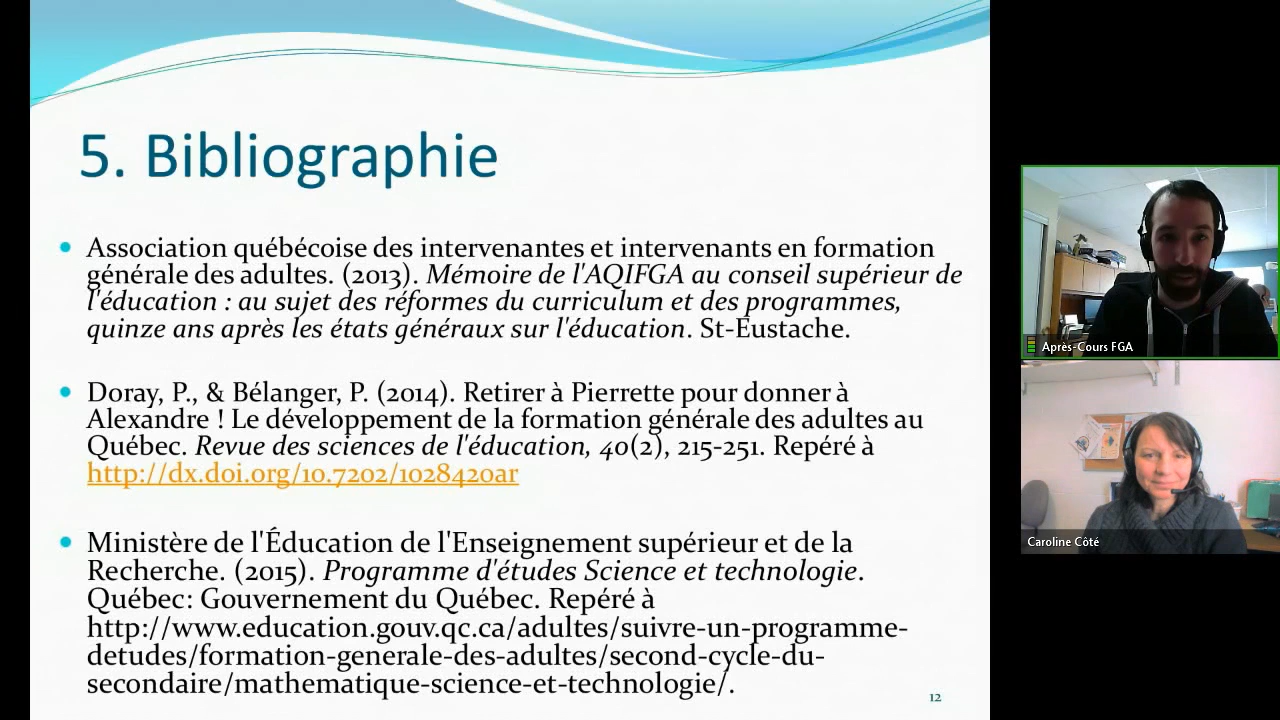 5. Bibliographie
Association québécoise des intervenantes et intervenants en formation
générale des adultes. (2013). Mémoire de l'AQIFGA au conseil supérieur de
l'éducation : au sujet des réformes du curriculum et des programmes,
quinze ans après les états généraux sur l'éducation. St-Eustache.
Doray, P., & Bélanger, P. (2014). Retirer à Pierrette pour donner à
Alexandre ! Le développement de la formation générale des adultes au
Québec. Revue des sciences de l'éducation, 40(2), 215-251. Repéré à
http://dx.doi.org/10.7202/1028420ar
Ministère de l'Éducation de l'Enseignement supérieur et de la
Recherche. (2015). Programme d'études Science et technologie.
Québec: Gouvernement du Québec. Repéré à
http://www.education.gouv.qc.ca/adultes/suivre-un-programme-
detudes/formation-generale-des-adultes/second-cycle-du-
secondaire/mathematique-science-et-technologie/.
12
Après-Cours FGA
Caroline Côté